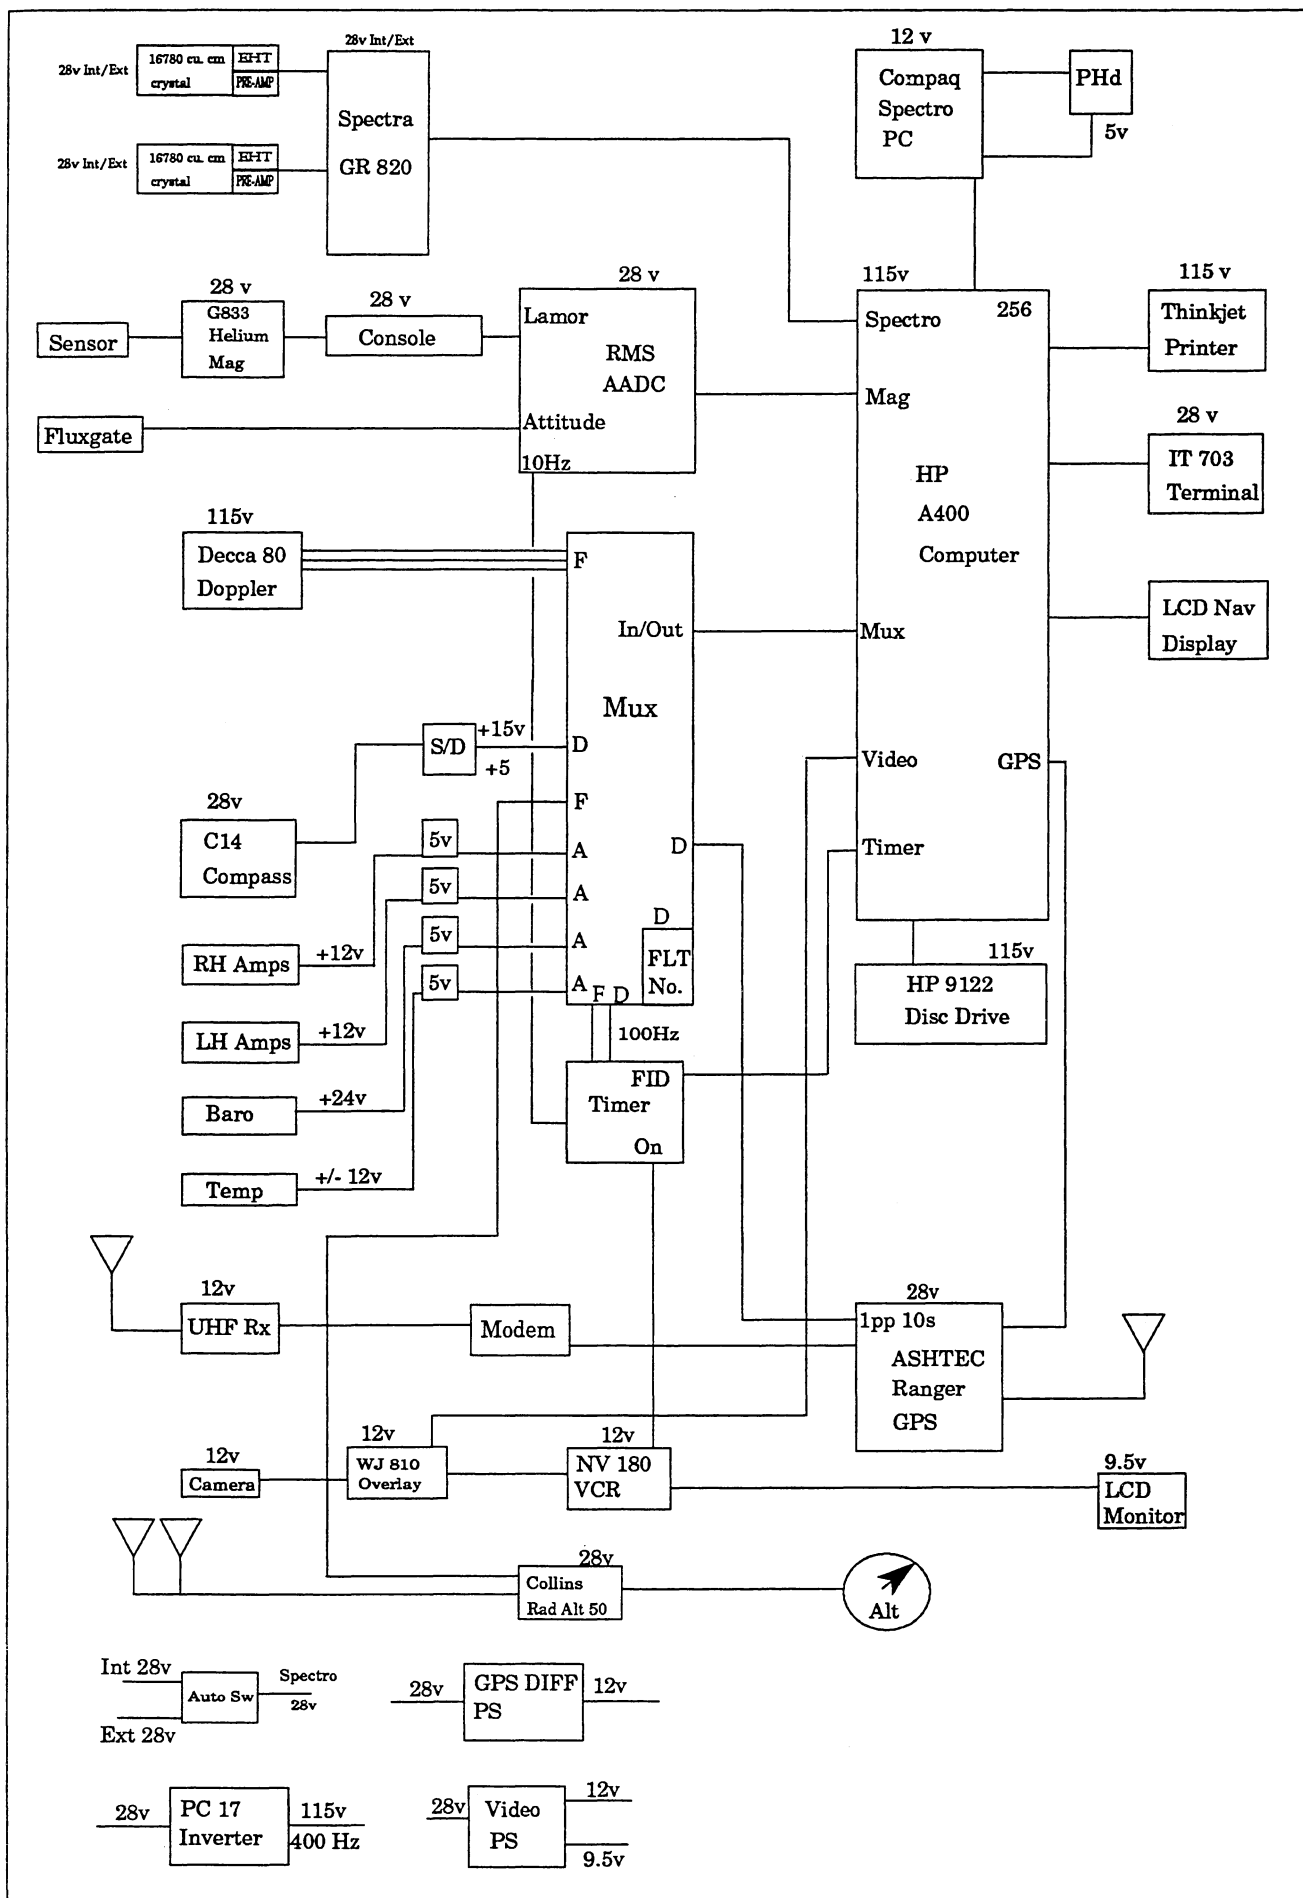 28v Int/Ext
16780 cu. cm
crystal
EHT
PRE-AMP
28v Int/Ext
16780 cu. cm
crystal
EHT
PRE-AMP
28v Int/Ext
Spectra
GR 820
12 v
Compaq
Spectro
PC
PHd
5v
28 v
G833
Helium
Mag
Sensor
28 v
Console
Fluxgate
28 v
Lamor
RMS
AADC
Attitude
10Hz
115v
Spectro
256
Mag
HP
A400
Computer
Mux
Video
GPS
Timer
115 v
Thinkjet
Printer
28 v
IT 703
Terminal
LCD Nav
Display
115v
Decca 80
Doppler
F
In/Out
Mux
S/D
+15v
+5
D
F
28v
C14
Compass
5v
A
D
5v
A
5v
A
5v
A
D
FLT
No.
F D
100Hz
RH Amps
+12v
LH Amps
+12v
Baro
+24v
Temp
+/- 12v
FID
Timer
On
115v
HP 9122
Disc Drive
12v
UHF Rx
Modem
28v
1pp 10s
ASHTEC
Ranger
GPS
12v
Camera
12v
WJ 810
Overlay
12v
NV 180
VCR
9.5v
LCD
Monitor
28v
Collins
Rad Alt 50
Alt
Int 28v
Ext 28v
Auto Sw
Spectro
28v
28v
GPS DIFF
PS
12v
28v
PC 17
Inverter
115v
400 Hz
28v
Video
PS
12v
9.5v